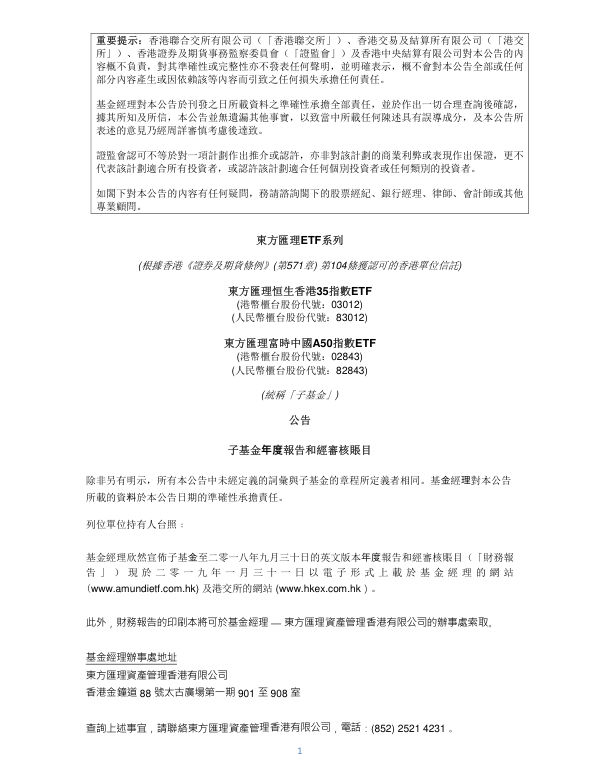 重要提示：香港聯合交所有限公司（「香港聯交所」）、香港交易及結算所有限公司（「港交
所」）、香港證券及期貨事務監察委員會（「證監會」）及香港中央結算有限公司對本公告的內
容概不負責，對其準確性或完整性亦不發表任何聲明，並明確表示，概不會對本公告全部或任何
部分內容產生或因依賴該等內容而引致之任何損失承擔任何責任。
基金經理對本公告於刊發之日所載資料之準確性承擔全部責任，並於作出一切合理查詢後確認，
據其所知及所信，本公告並無遺漏其他事實，以致當中所載任何陳述具有誤導成分，及本公告所
表述的意見乃經周詳審慎考慮後達致。
證監會認可不等於對一項計劃作出推介或認許，亦非對該計劃的商業利弊或表現作出保證，更不
代表該計劃適合所有投資者，或認許該計劃適合任何個別投資者或任何類別的投資者。
如閣下對本公告的內容有任何疑問，務請諮詢閣下的股票經紀、銀行經理、律師、會計師或其他
專業顧問。
東方匯理ETF系列
(根據香港《證券及期貨條例》(第571章) 第104條獲認可的香港單位信託)
東方匯理恒生香港35指數ETF
(港幣櫃台股份代號：03012)
(人民幣櫃台股份代號：83012)
東方匯理富時中國A50指數ETF
(港幣櫃台股份代號：02843)
(人民幣櫃台股份代號：82843)
(統稱「子基金」)
公告
子基金年度報告和經審核賬目
除非另有明示，所有本公告中未經定義的詞彙與子基金的章程所定義者相同。基金經理對本公告
所載的資料於本公告日期的準確性承擔責任。
列位單位持有人台照：
基金經理欣然宣佈子基金至二零一八年九月三十日的英文版本年度報告和經審核賬目（「財務報
告」）現於二零一九年一月三十一日以電子形式上載於基金經理的網站
(www.amundietf.com.hk) 及港交所的網站 (www.hkex.com.hk ) 。
此外，財務報告的印刷本將可於基金經理 — 東方匯理資產管理香港有限公司的辦事處索取。
基金經理辦事處地址
東方匯理資產管理香港有限公司
香港金鐘道 88 號太古廣場第一期 901 至 908 室
查詢上述事宜，請聯絡東方匯理資產管理香港有限公司，電話：(852) 2521 4231 。
1